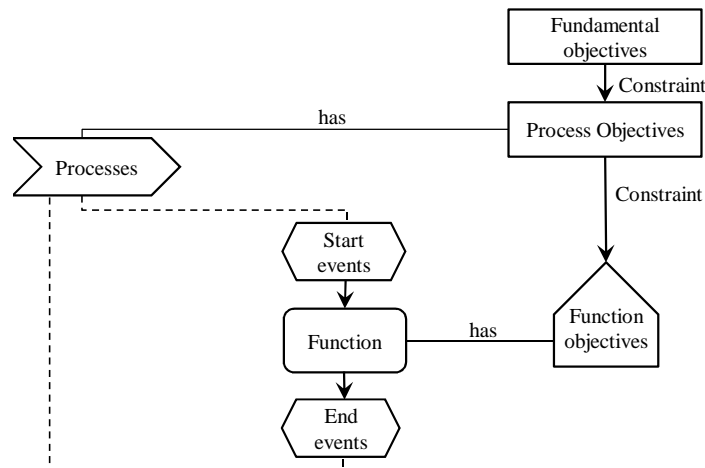 Fundamental
objectives
Constraint
has
Process Objectives
Processes
Constraint
Start
events
Function
objectives
has
Function
End
events